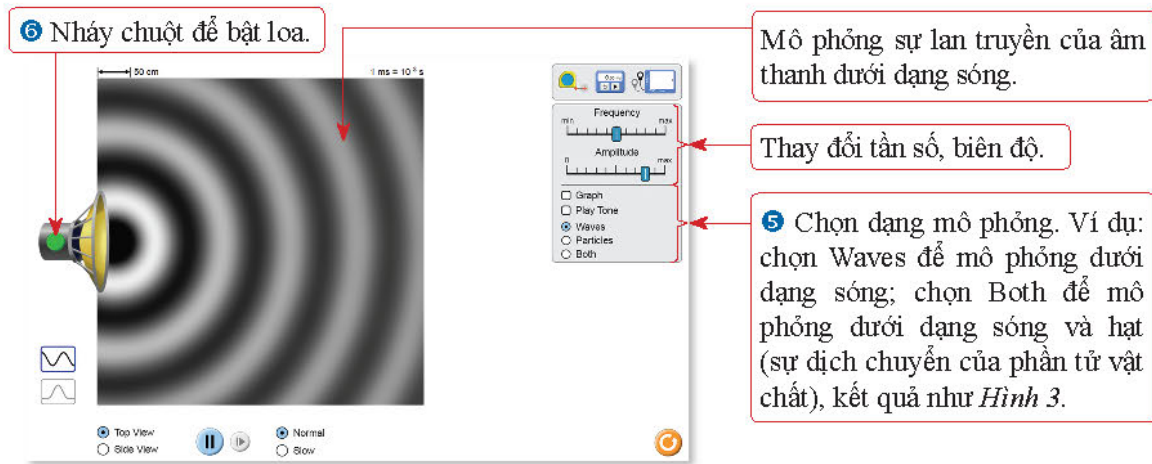 6 Nháy chuột để bật loa.
Mô phỏng sự lan truyền của âm
thanh dưới dạng sóng.
50 cm
1 ms = 10⁻³ s
Frequency
min
max
Amplitude
0
max
Thay đổi tần số, biên độ.
Graph
Play Tone
Waves
Particles
Both
5 Chọn dạng mô phỏng. Ví dụ:
chọn Waves để mô phỏng dưới
dạng sóng; chọn Both để mô
phỏng dưới dạng sóng và hạt
(sự dịch chuyển của phần tử vật
chất), kết quả như Hình 3.
Top View
Side View
Normal
Slow